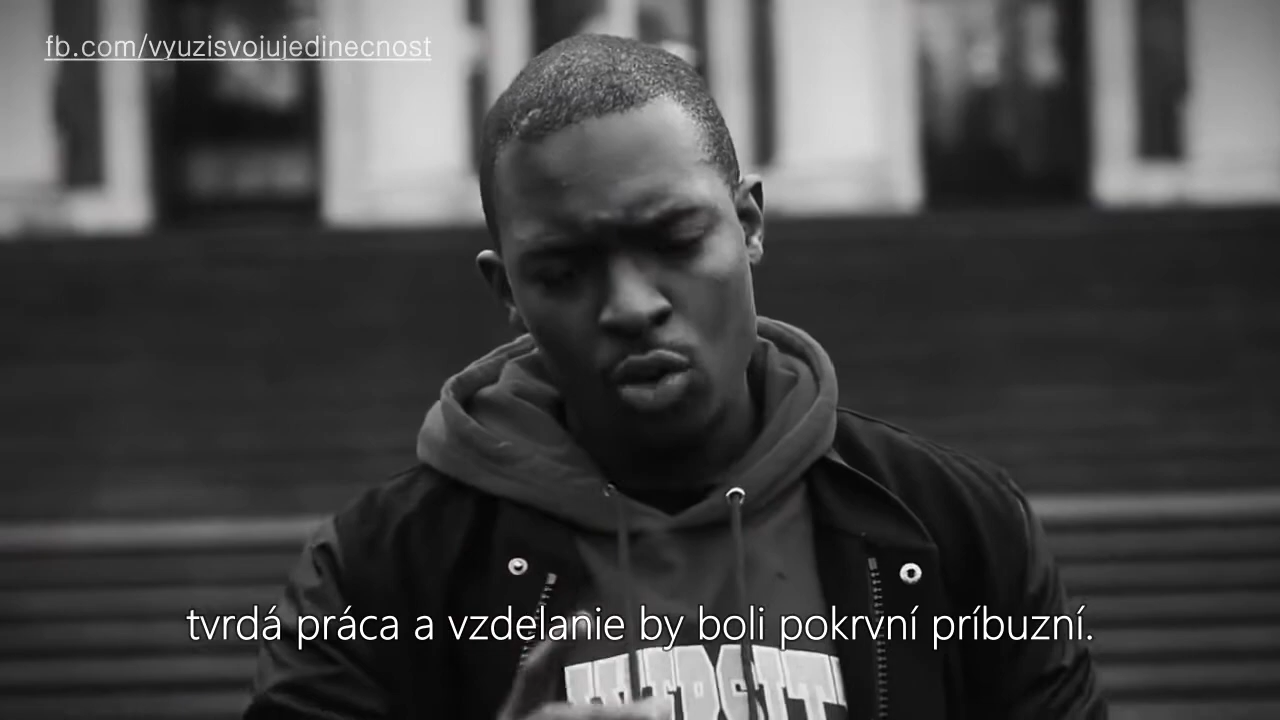 fb.com/vyuzisvojujedinecnost
tvrdá práca a vzdelanie by boli pokrvní príbuzní.